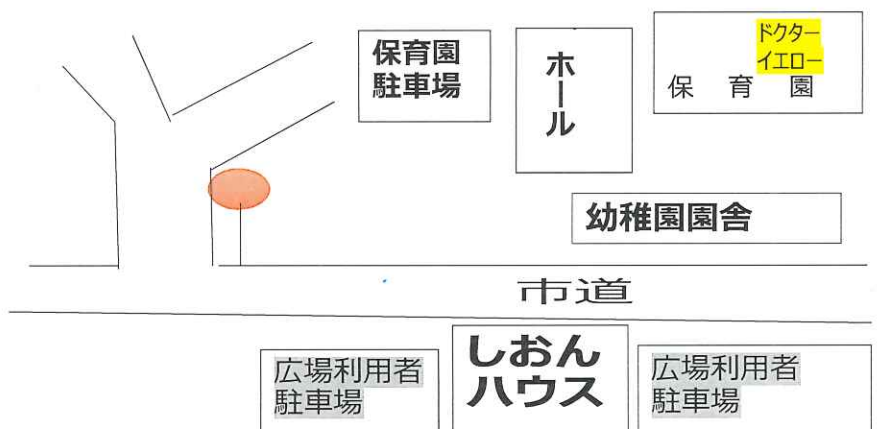 保育園
駐車場
ホール
ドクター
イエロー
保育園
幼稚園園舎
市道
しおん
ハウス
広場利用者
駐車場
広場利用者
駐車場